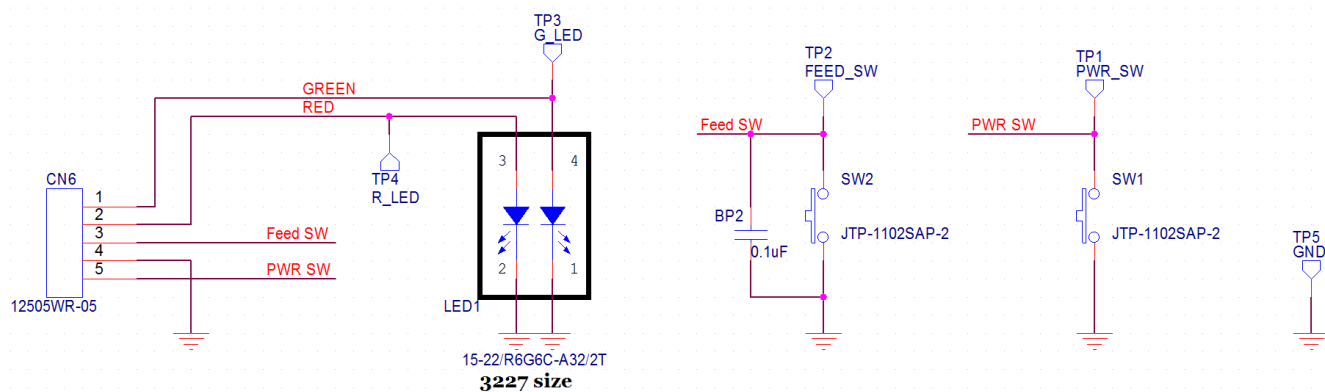 TP3
G_LED
GREEN
RED
TP4
R_LED
CN6
1
2
3
4
5
Feed SW
PWR SW
12505WR-05
3
4
2
1
LED1
15-22/R6G6C-A32/2T
3227 size
TP2
FEED_SW
Feed SW
SW2
BP2
0.1uF
JTP-1102SAP-2
TP1
PWR_SW
PWR SW
SW1
JTP-1102SAP-2
TP5
GND